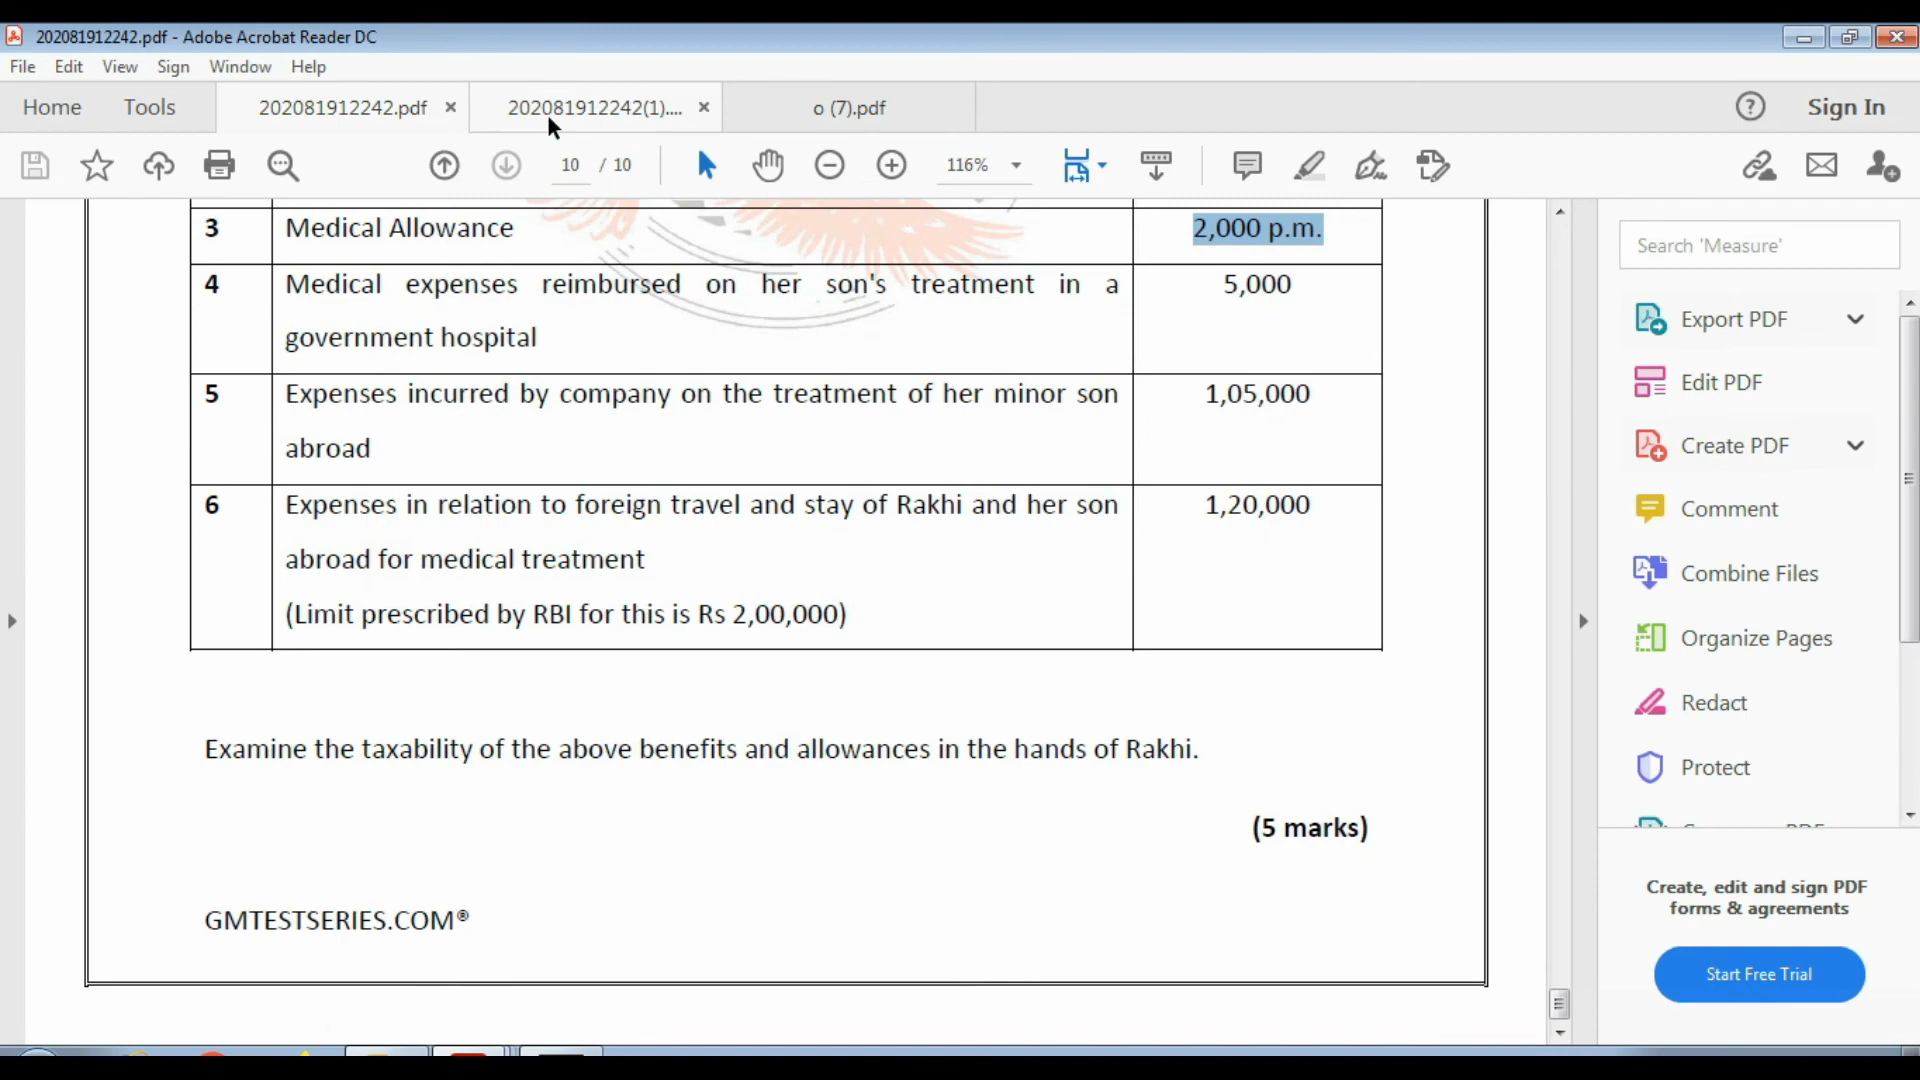 202081912242.pdf - Adobe Acrobat Reader DC
File Edit View Sign Window Help
Home Tools 202081912242.pdf × 202081912242(1).... × o (7).pdf ? Sign In
10 / 10 116%
3 Medical Allowance 2,000 p.m.
4 Medical expenses reimbursed on her son's treatment in a 5,000
government hospital
5 Expenses incurred by company on the treatment of her minor son 1,05,000
abroad
6 Expenses in relation to foreign travel and stay of Rakhi and her son 1,20,000
abroad for medical treatment
(Limit prescribed by RBI for this is Rs 2,00,000)
Examine the taxability of the above benefits and allowances in the hands of Rakhi.
(5 marks)
GMTESTSERIES.COM®
Search 'Measure'
Export PDF
Edit PDF
Create PDF
Comment
Combine Files
Organize Pages
Redact
Protect
Create, edit and sign PDF
forms & agreements
Start Free Trial